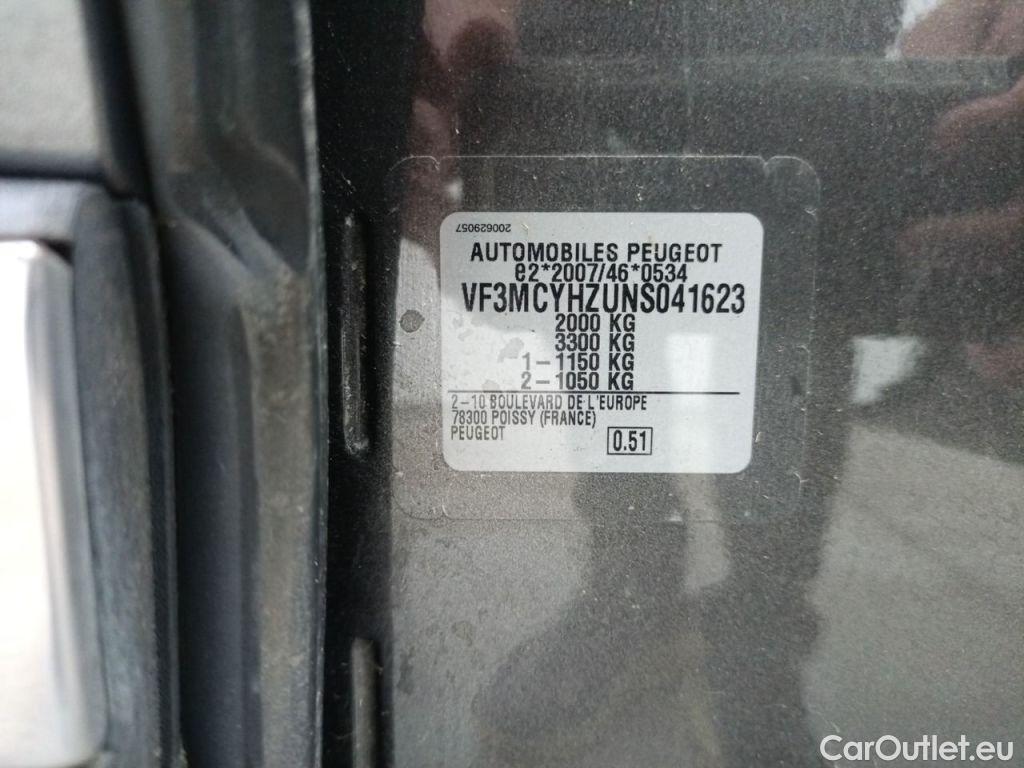 200629057
AUTOMOBILES PEUGEOT
e2*2007/46*0534
VF3MCYHZUNS041623
2000 KG
3300 KG
1-1150 KG
2-1050 KG
2-10 BOULEVARD DE L'EUROPE
78300 POISSY (FRANCE)
PEUGEOT
0.51
CarOutlet.eu